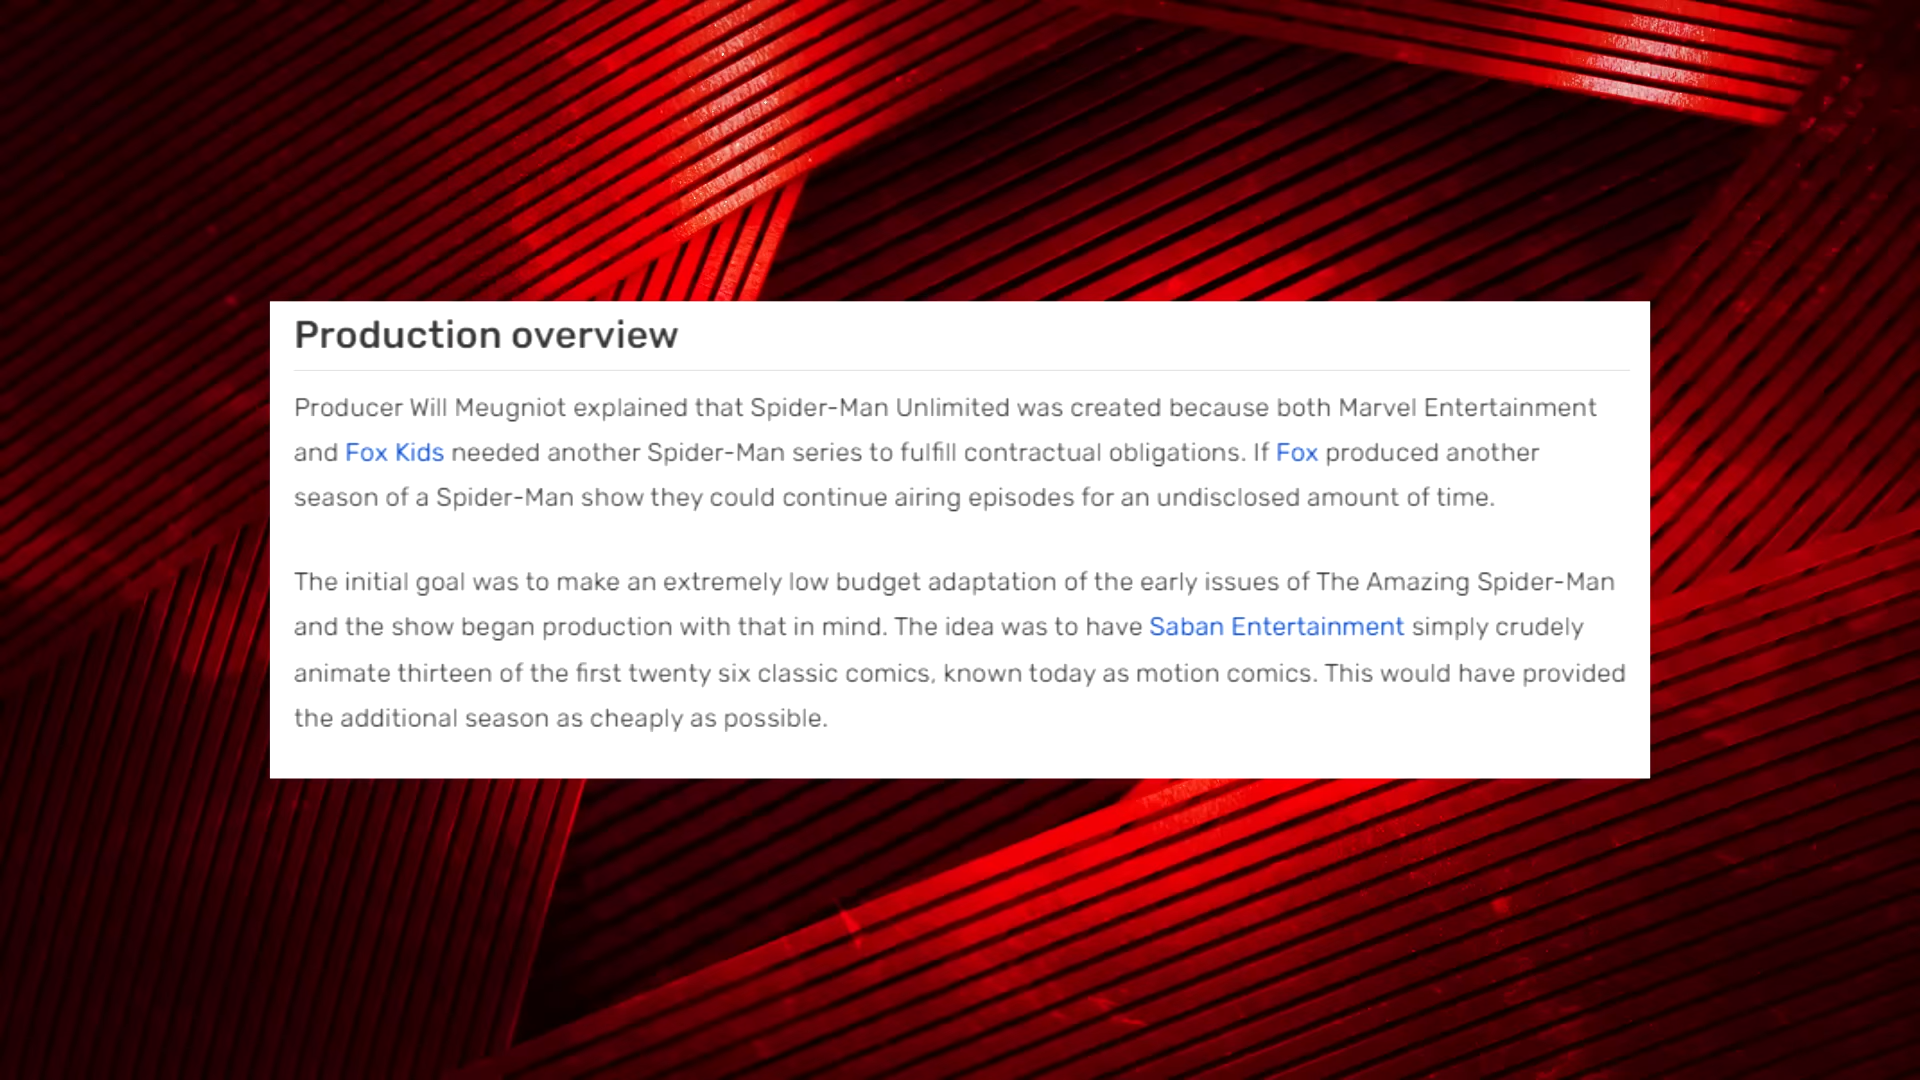 Production overview
Producer Will Meugniot explained that Spider-Man Unlimited was created because both Marvel Entertainment
and Fox Kids needed another Spider-Man series to fulfill contractual obligations. If Fox produced another
season of a Spider-Man show they could continue airing episodes for an undisclosed amount of time.
The initial goal was to make an extremely low budget adaptation of the early issues of The Amazing Spider-Man
and the show began production with that in mind. The idea was to have Saban Entertainment simply crudely
animate thirteen of the first twenty six classic comics, known today as motion comics. This would have provided
the additional season as cheaply as possible.